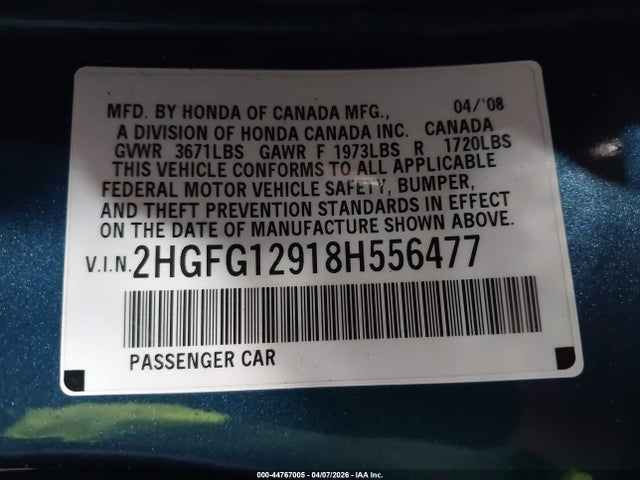 MFD. BY HONDA OF CANADA MFG., 04/'08
A DIVISION OF HONDA CANADA INC. CANADA
GVWR 3671LBS GAWR F 1973LBS R 1720LBS
THIS VEHICLE CONFORMS TO ALL APPLICABLE
FEDERAL MOTOR VEHICLE SAFETY, BUMPER,
AND THEFT PREVENTION STANDARDS IN EFFECT
ON THE DATE OF MANUFACTURE SHOWN ABOVE.
V.I.N. 2HGFG12918H556477
PASSENGER CAR
000-44767005 - 04/07/2026 - IAA Inc.